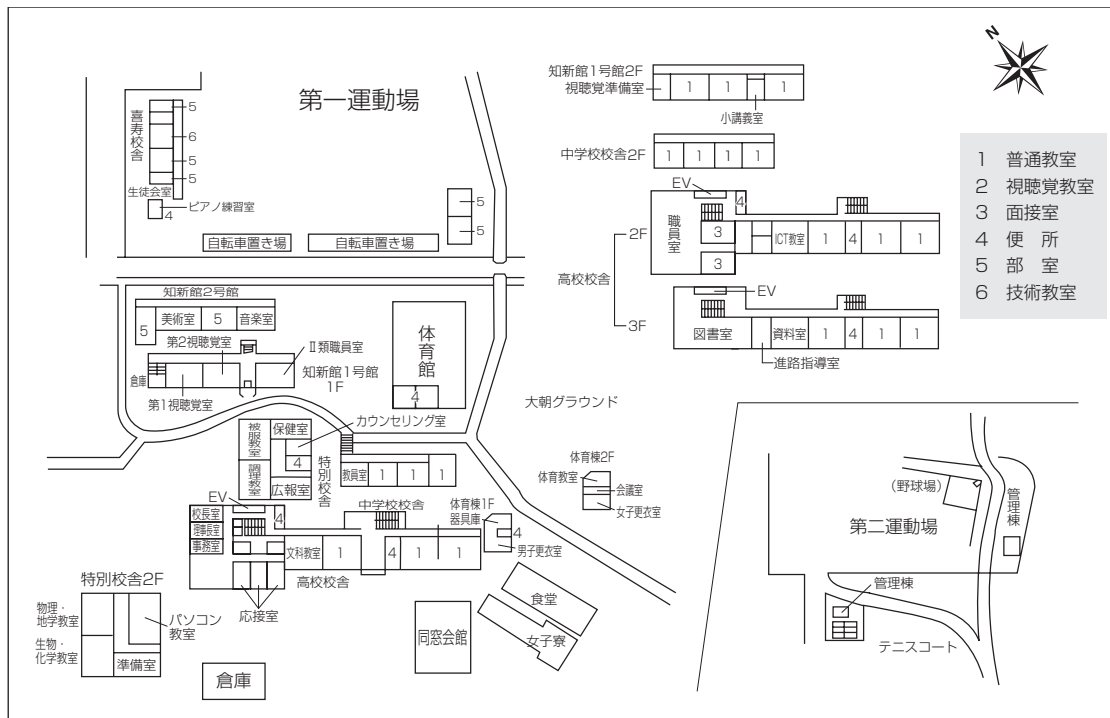 N
第一運動場
喜寿校舎
5
6
5
5
生徒会室
4
ピアノ練習室
自転車置き場
自転車置き場
5
5
知新館1号館2F
視聴覚準備室
1
1
1
小講義室
中学校校舎2F
1
1
1
1
EV
職員室
4
3
3
ICT教室
1
4
1
1
2F
高校校舎
3F
EV
図書室
資料室
1
4
1
1
進路指導室
1 普通教室
2 視聴覚教室
3 面接室
4 便 所
5 部 室
6 技術教室
知新館2号館
5
美術室
5
音楽室
第2視聴覚室
Ⅱ類職員室
知新館1号館
1F
倉庫
第1視聴覚室
体育館
4
大朝グラウンド
カウンセリング室
被服教室
保健室
4
調理教室
広報室
特別校舎
教員室
1
1
1
中学校校舎
EV
校長室
理事長室
事務室
4
文科教室
1
4
1
1
高校校舎
応接室
体育棟1F
器具庫
4
男子更衣室
体育棟2F
体育教室
会議室
女子更衣室
特別校舎2F
物理・
地学教室
生物・
化学教室
パソコン
教室
準備室
倉庫
同窓会館
食堂
女子寮
(野球場)
管理棟
第二運動場
管理棟
テニスコート